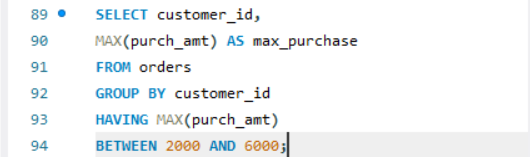 89 SELECT customer_id,
90 MAX(purch_amt) AS max_purchase
91 FROM orders
92 GROUP BY customer_id
93 HAVING MAX(purch_amt)
94 BETWEEN 2000 AND 6000;